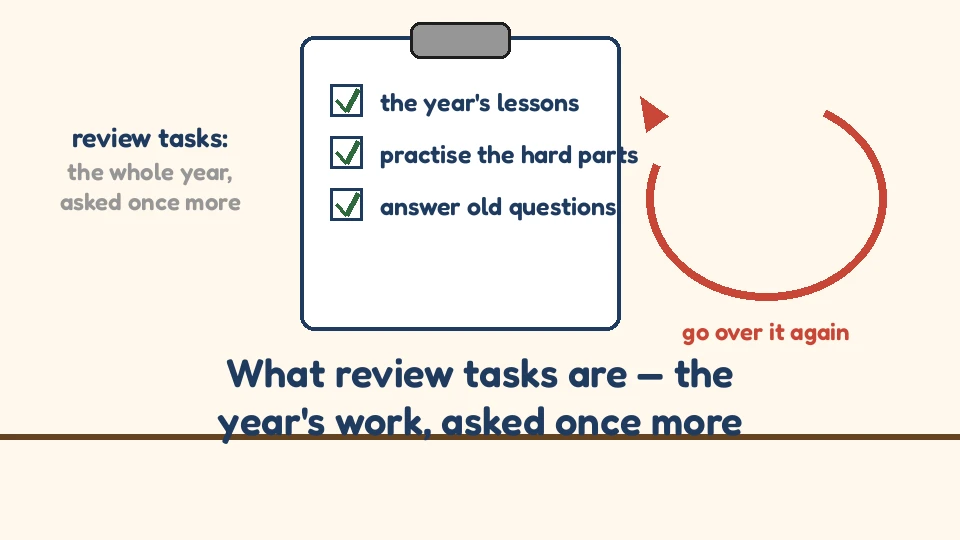 review tasks:
the whole year,
asked once more
the year's lessons
practise the hard parts
answer old questions
go over it again
What review tasks are — the
year's work, asked once more